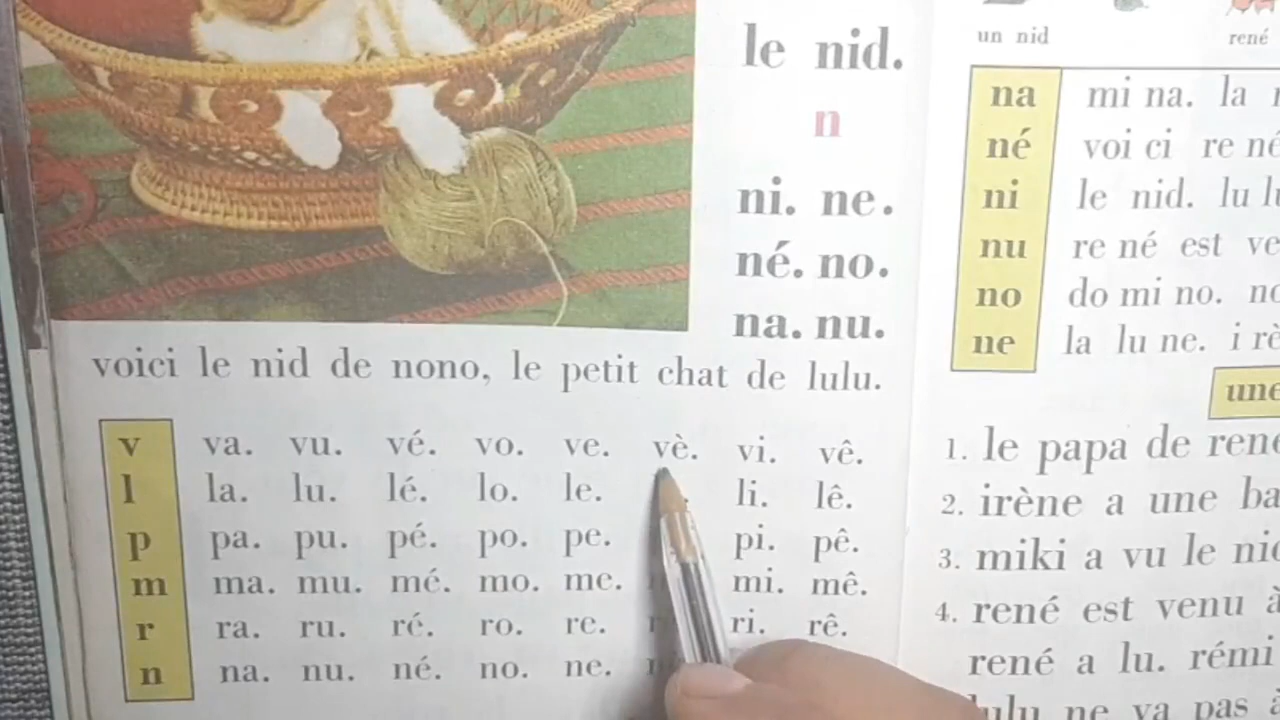 le nid.
n
ni. ne.
né. no.
na. nu.
voici le nid de nono, le petit chat de lulu.
v va. vu. vé. vo. ve. vè. vi. vê.
l la. lu. lé. lo. le. li. lê.
p pa. pu. pé. po. pe. pi. pê.
m ma. mu. mé. mo. me. mi. mê.
r ra. ru. ré. ro. re. ri. rê.
n na. nu. né. no. ne.
un nid rené
na mi na. la
né voi ci re né
ni le nid. lu
nu re né est
no do mi no.
ne la lu ne.
une
1. le papa de rené
2. irène a une
3. miki a vu le
4. rené est venu à
rené a lu. rémi
lulu ne va pas